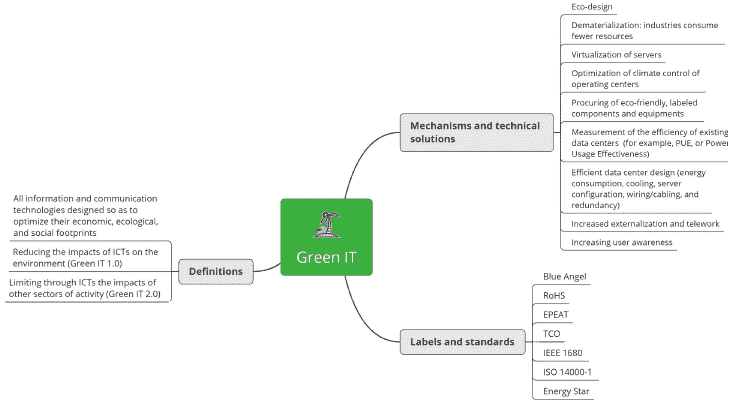 Eco-design
Dematerialization: industries consume
fewer resources
Virtualization of servers
Optimization of climate control of
operating centers
Procuring of eco-friendly, labeled
components and equipments
Measurement of the efficiency of existing
data centers (for example, PUE, or Power
Usage Effectiveness)
Efficient data center design (energy
consumption, cooling, server
configuration, wiring/cabling, and
redundancy)
Increased externalization and telework
Increasing user awareness
Mechanisms and technical
solutions
All information and communication
technologies designed so as to
optimize their economic, ecological,
and social footprints
Reducing the impacts of ICTs on the
environment (Green IT 1.0)
Limiting through ICTs the impacts of
other sectors of activity (Green IT 2.0)
Definitions
Green IT
Labels and standards
Blue Angel
RoHS
EPEAT
TCO
IEEE 1680
ISO 14000-1
Energy Star